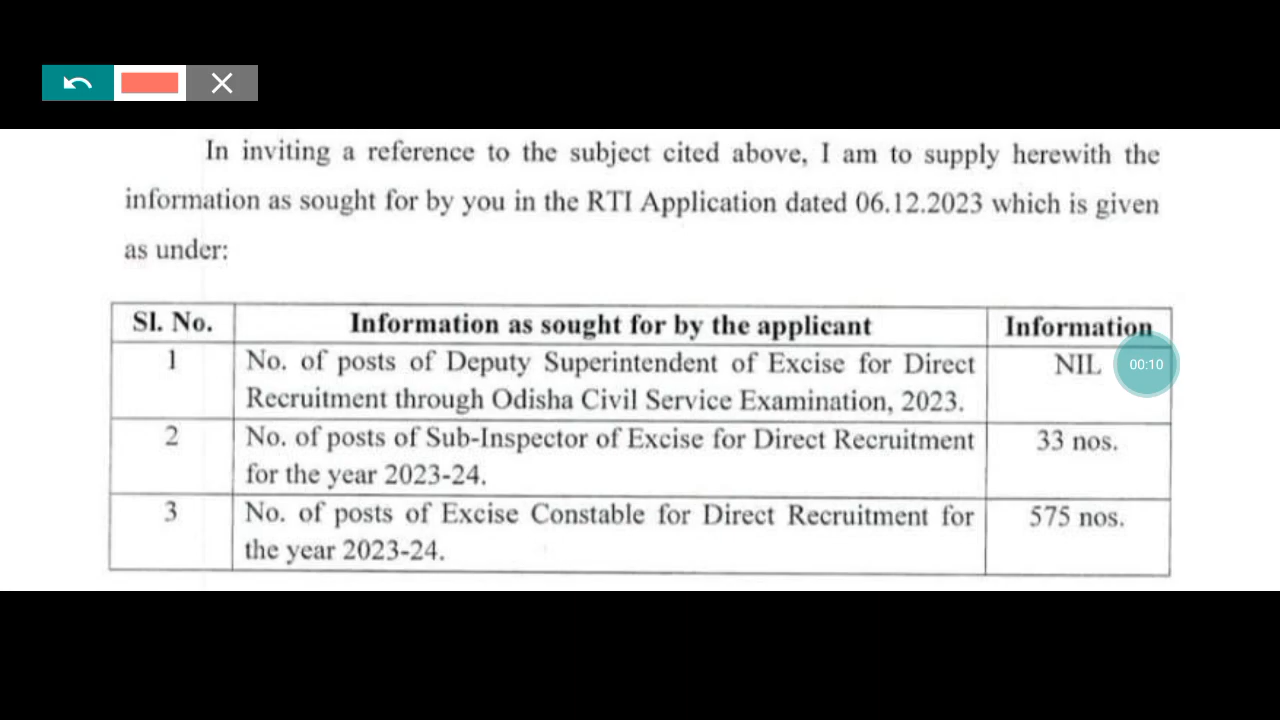 In inviting a reference to the subject cited above, I am to supply herewith the
information as sought for by you in the RTI Application dated 06.12.2023 which is given
as under:
Sl. No. Information as sought for by the applicant Information
1 No. of posts of Deputy Superintendent of Excise for Direct NIL 00:10
Recruitment through Odisha Civil Service Examination, 2023.
2 No. of posts of Sub-Inspector of Excise for Direct Recruitment 33 nos.
for the year 2023-24.
3 No. of posts of Excise Constable for Direct Recruitment for 575 nos.
the year 2023-24.